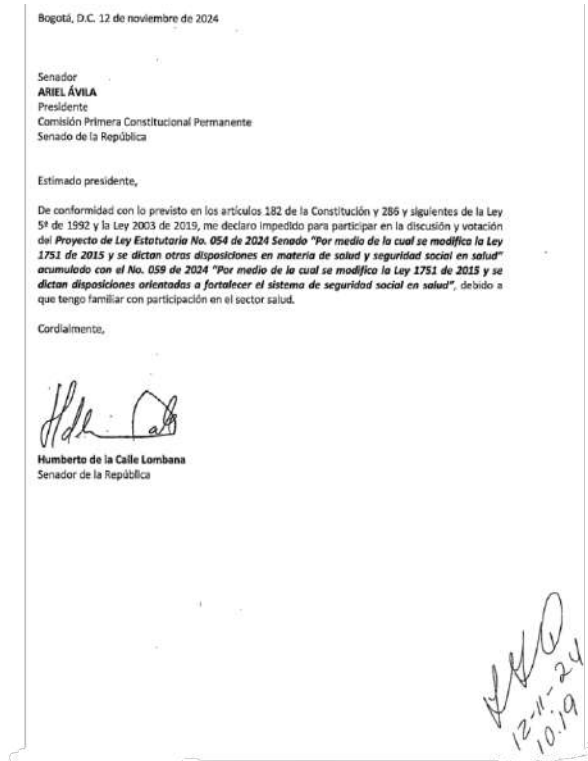 Bogotá, D.C. 12 de noviembre de 2024
Senador
ARIEL ÁVILA
Presidente
Comisión Primera Constitucional Permanente
Senado de la República
Estimado presidente,
De conformidad con lo previsto en los artículos 182 de la Constitución y 286 y siguientes de la Ley
5ª de 1992 y la Ley 2003 de 2019, me declaro impedido para participar en la discusión y votación
del Proyecto de Ley Estatutaria No. 054 de 2024 Senado "Por medio de la cual se modifica la Ley
1751 de 2015 y se dictan otras disposiciones en materia de salud y seguridad social en salud"
acumulado con el No. 059 de 2024 "Por medio de la cual se modifica la Ley 1751 de 2015 y se
dictan disposiciones orientadas a fortalecer el sistema de seguridad social en salud", debido a
que tengo familiar con participación en el sector salud.
Cordialmente,
Humberto de la Calle Lombana
Senador de la República
12-11-24
10.19